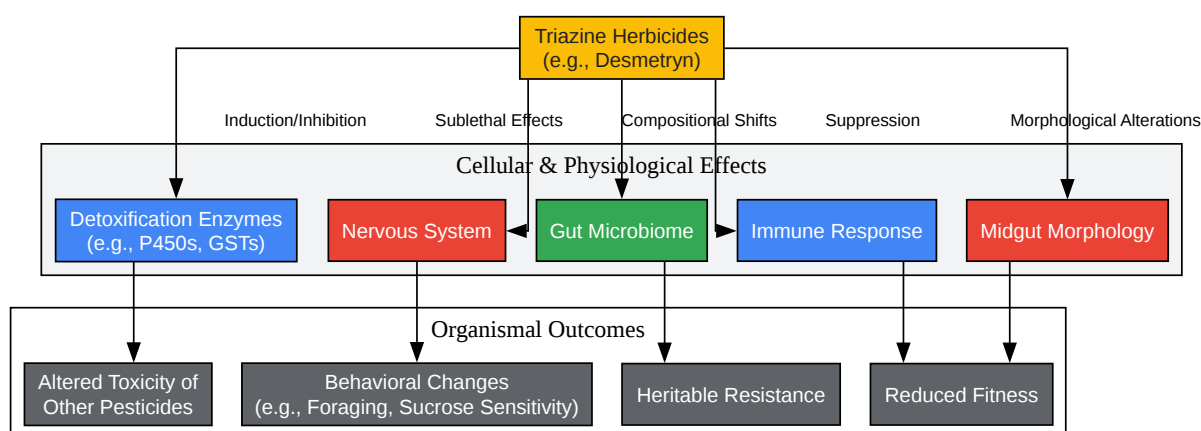 Triazine Herbicides
(e.g., Desmetryn)
Induction/Inhibition
Sublethal Effects
Compositional Shifts
Suppression
Morphological Alterations
Cellular & Physiological Effects
Detoxification Enzymes
(e.g., P450s, GSTs)
Nervous System
Gut Microbiome
Immune Response
Midgut Morphology
Organismal Outcomes
Altered Toxicity of
Other Pesticides
Behavioral Changes
(e.g., Foraging, Sucrose Sensitivity)
Heritable Resistance
Reduced Fitness